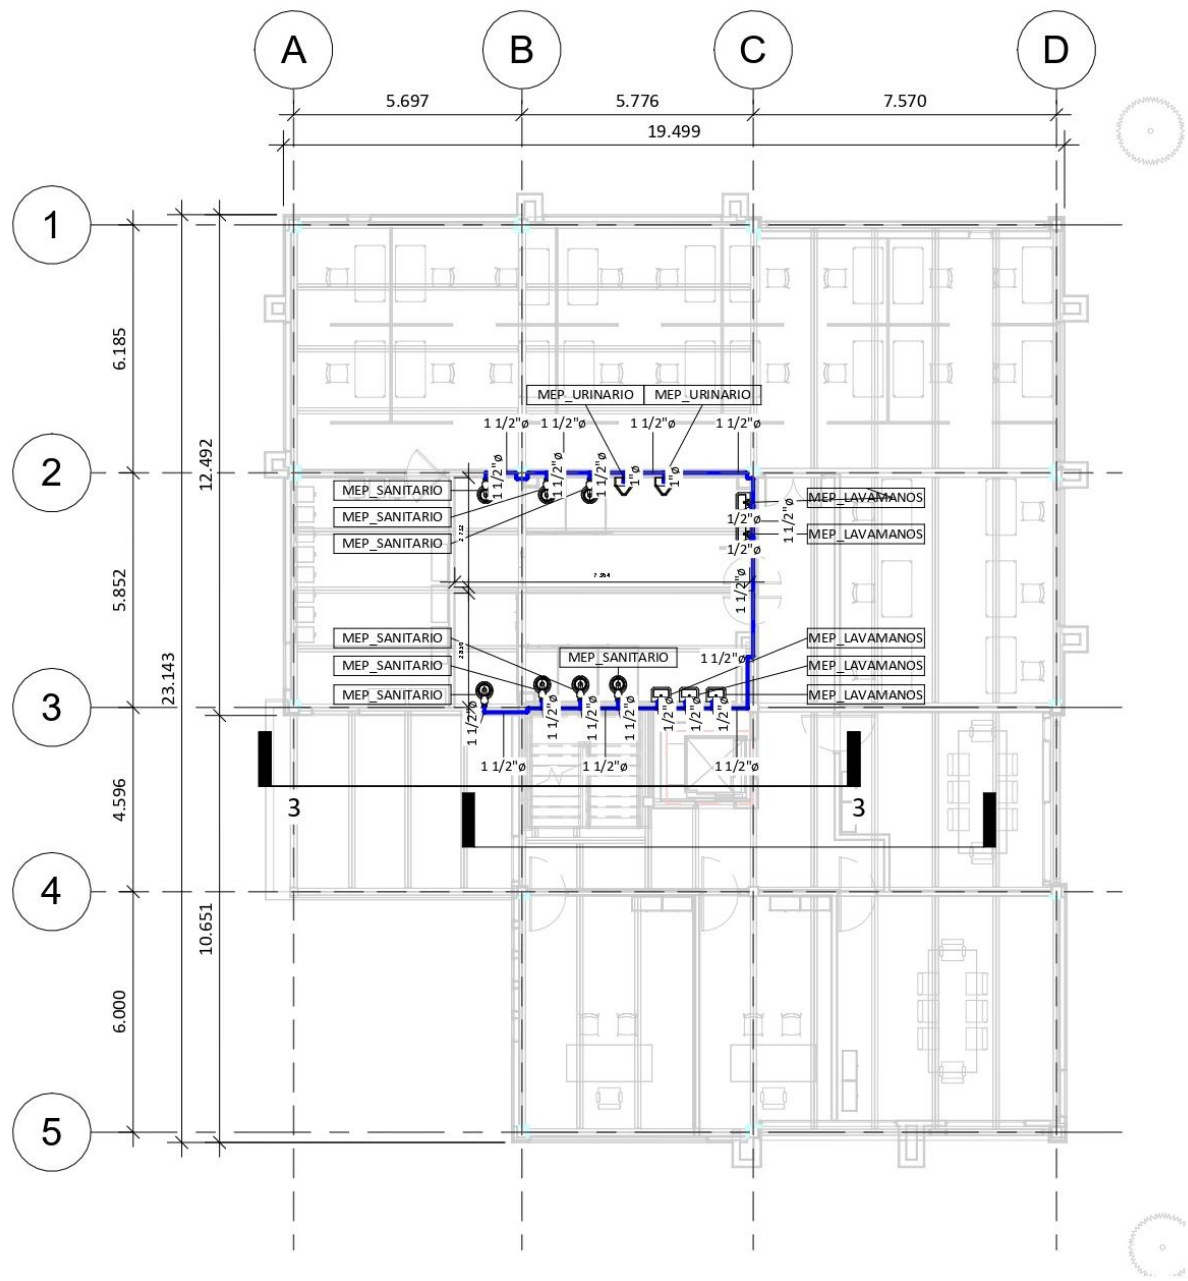 A B C D
5.697 5.776 7.570
19.499
1
6.185
12.492
MEP_URINARIO MEP_URINARIO
1 1/2"ø 1 1/2"ø 1 1/2"ø 1 1/2"ø
2
1 1/2"ø 1 1/2"ø 1 1/2"ø 1"ø 1"ø
MEP_SANITARIO MEP_LAVAMANOS
MEP_SANITARIO 1/2"ø 1 1/2"ø
MEP_SANITARIO MEP_LAVAMANOS
1/2"ø
5.852
1 1/2"ø
23.143
MEP_SANITARIO MEP_LAVAMANOS
MEP_SANITARIO 1 1/2"ø
MEP_SANITARIO MEP_LAVAMANOS
MEP_SANITARIO MEP_LAVAMANOS
3
1 1/2"ø 1 1/2"ø 1 1/2"ø 1 1/2"ø 1/2"ø 1/2"ø 1/2"ø
1 1/2"ø 1 1/2"ø 1 1/2"ø
4.596
3 3
4
10.651
6.000
5